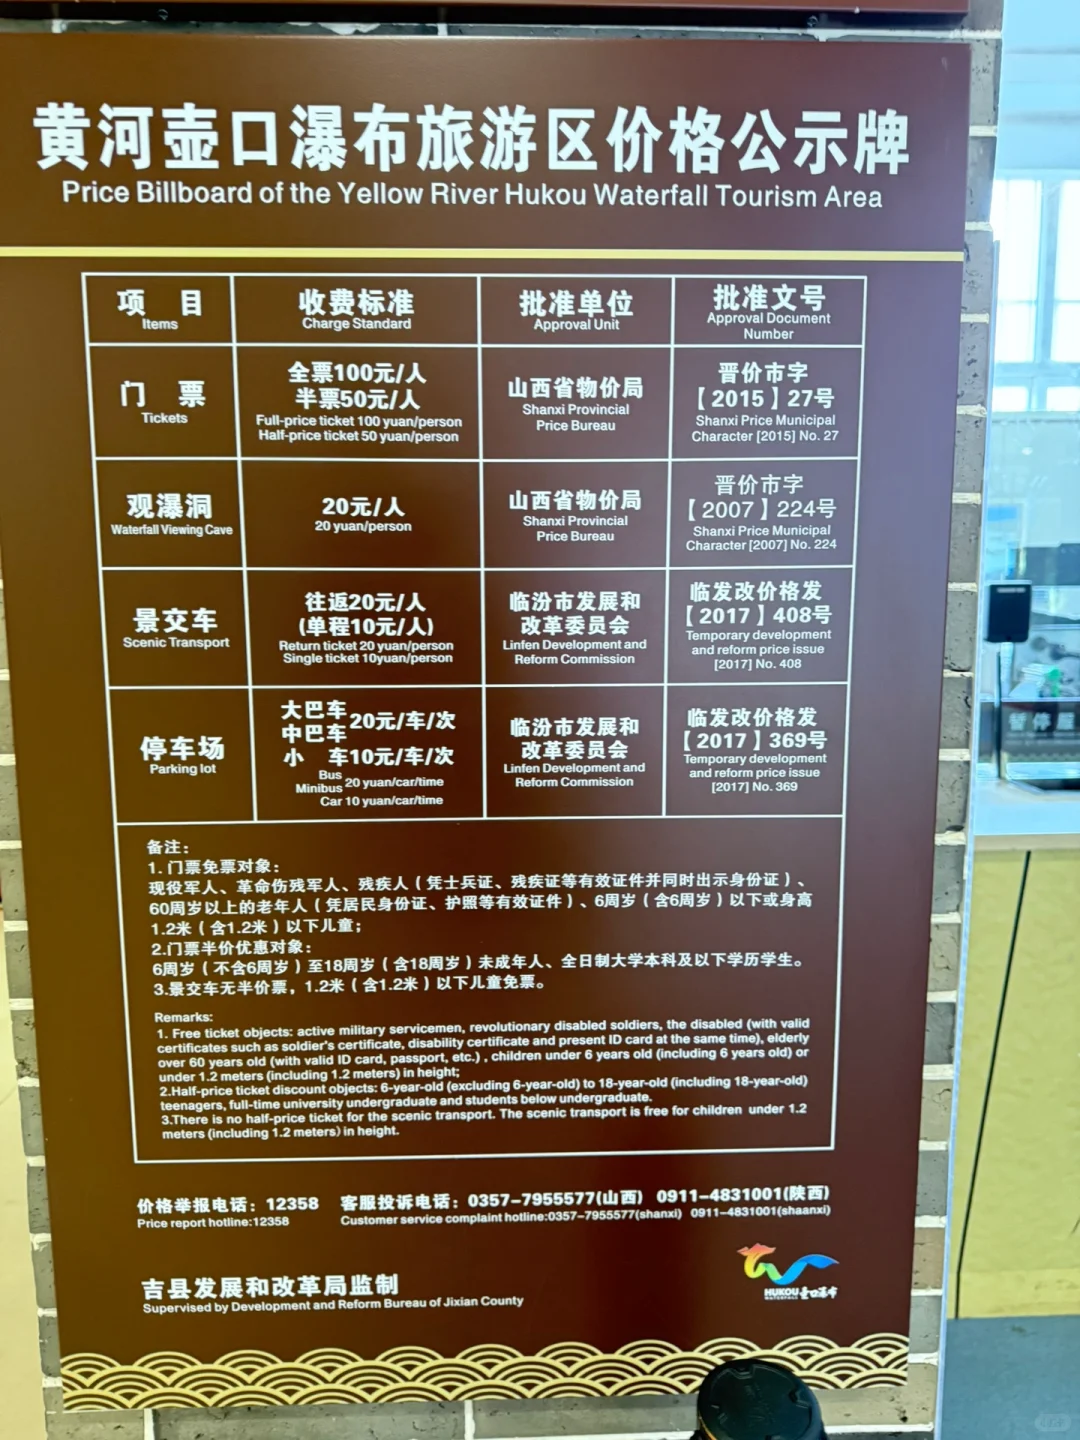 黄河壶口瀑布旅游区价格公示牌
Price Billboard of the Yellow River Hukou Waterfall Tourism Area
项 目 收费标准 批准单位 批准文号
Items Charge Standard Approval Unit Approval Document
Number
门 票
Tickets
全票100元/人
半票50元/人
Full-price ticket 100 yuan/person
Half-price ticket 50 yuan/person
山西省物价局
Shanxi Provincial
Price Bureau
晋价市字
【2015】27号
Shanxi Price Municipal
Character [2015] No. 27
观瀑洞
Waterfall Viewing Cave
20元/人
20 yuan/person
山西省物价局
Shanxi Provincial
Price Bureau
晋价市字
【2007】224号
Shanxi Price Municipal
Character [2007] No. 224
景交车
Scenic Transport
往返20元/人
(单程10元/人)
Return ticket 20 yuan/person
Single ticket 10yuan/person
临汾市发展和
改革委员会
Linfen Development and
Reform Commission
临发改价格发
【2017】408号
Temporary development
and reform price issue
[2017] No. 408
停车场
Parking lot
大巴车
中巴车 20元/车/次
小 车10元/车/次
Bus
Minibus 20 yuan/car/time
Car 10 yuan/car/time
临汾市发展和
改革委员会
Linfen Development and
Reform Commission
临发改价格发
【2017】369号
Temporary development
and reform price issue
[2017] No. 369
备注：
1. 门票免票对象：
现役军人、革命伤残军人、残疾人（凭士兵证、残疾证等有效证件并同时出示身份证）、
60周岁以上的老年人（凭居民身份证、护照等有效证件）、6周岁（含6周岁）以下或身高
1.2米（含1.2米）以下儿童；
2.门票半价优惠对象：
6周岁（不含6周岁）至18周岁（含18周岁）未成年人、全日制大学本科及以下学历学生。
3.景交车无半价票，1.2米（含1.2米）以下儿童免票。
Remarks:
1. Free ticket objects: active military servicemen, revolutionary disabled soldiers, the disabled (with valid
certificates such as soldier's certificate, disability certificate and present ID card at the same time), elderly
over 60 years old (with valid ID card, passport, etc.) , children under 6 years old (including 6 years old) or
under 1.2 meters (including 1.2 meters) in height;
2.Half-price ticket discount objects: 6-year-old (excluding 6-year-old) to 18-year-old (including 18-year-old)
teenagers, full-time university undergraduate and students below undergraduate.
3.There is no half-price ticket for the scenic transport. The scenic transport is free for children under 1.2
meters (including 1.2 meters) in height.
价格举报电话：12358 客服投诉电话：0357-7955577(山西) 0911-4831001(陕西)
Price report hotline:12358 Customer service complaint hotline:0357-7955577(shanxi) 0911-4831001(shaanxi)
吉县发展和改革局监制
Supervised by Development and Reform Bureau of Jixian County
HUKOU 壶口瀑布
WATERFALL
暂停服